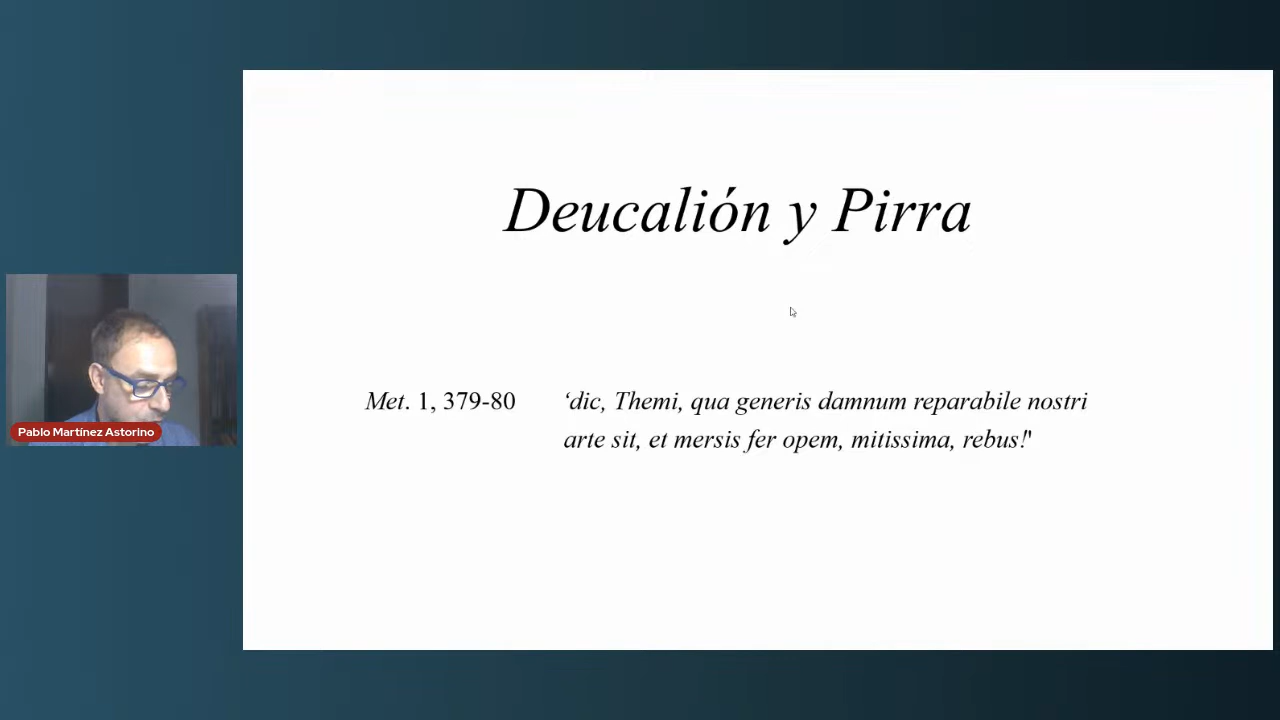 Deucalión y Pirra
Met. 1, 379-80 ‘dic, Themi, qua generis damnum reparabile nostri
arte sit, et mersis fer opem, mitissima, rebus!'
Pablo Martínez Astorino